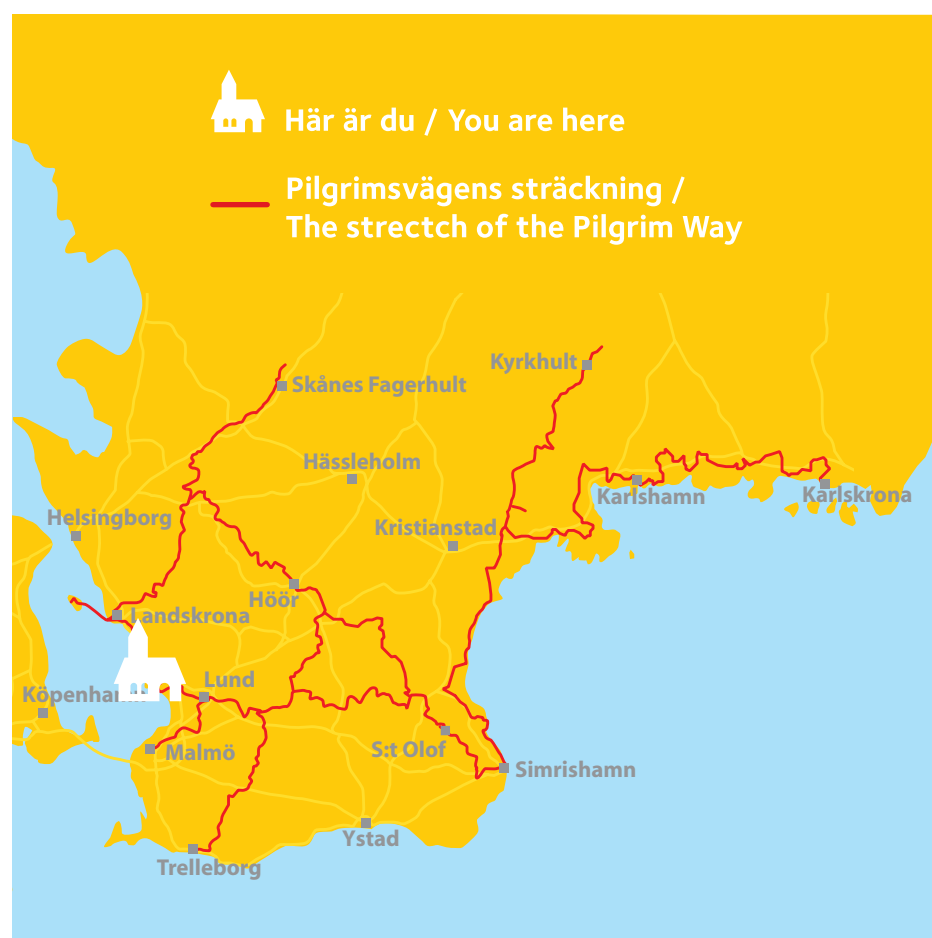 Här är du / You are here
Pilgrimsvägens sträckning /
The strectch of the Pilgrim Way
Kyrkhult
Skånes Fagerhult
Hässleholm
Karlshamn
Karlskrona
Helsingborg
Kristianstad
Höör
Landskrona
Lund
Köpenhamn
Malmö
S:t Olof
Simrishamn
Ystad
Trelleborg